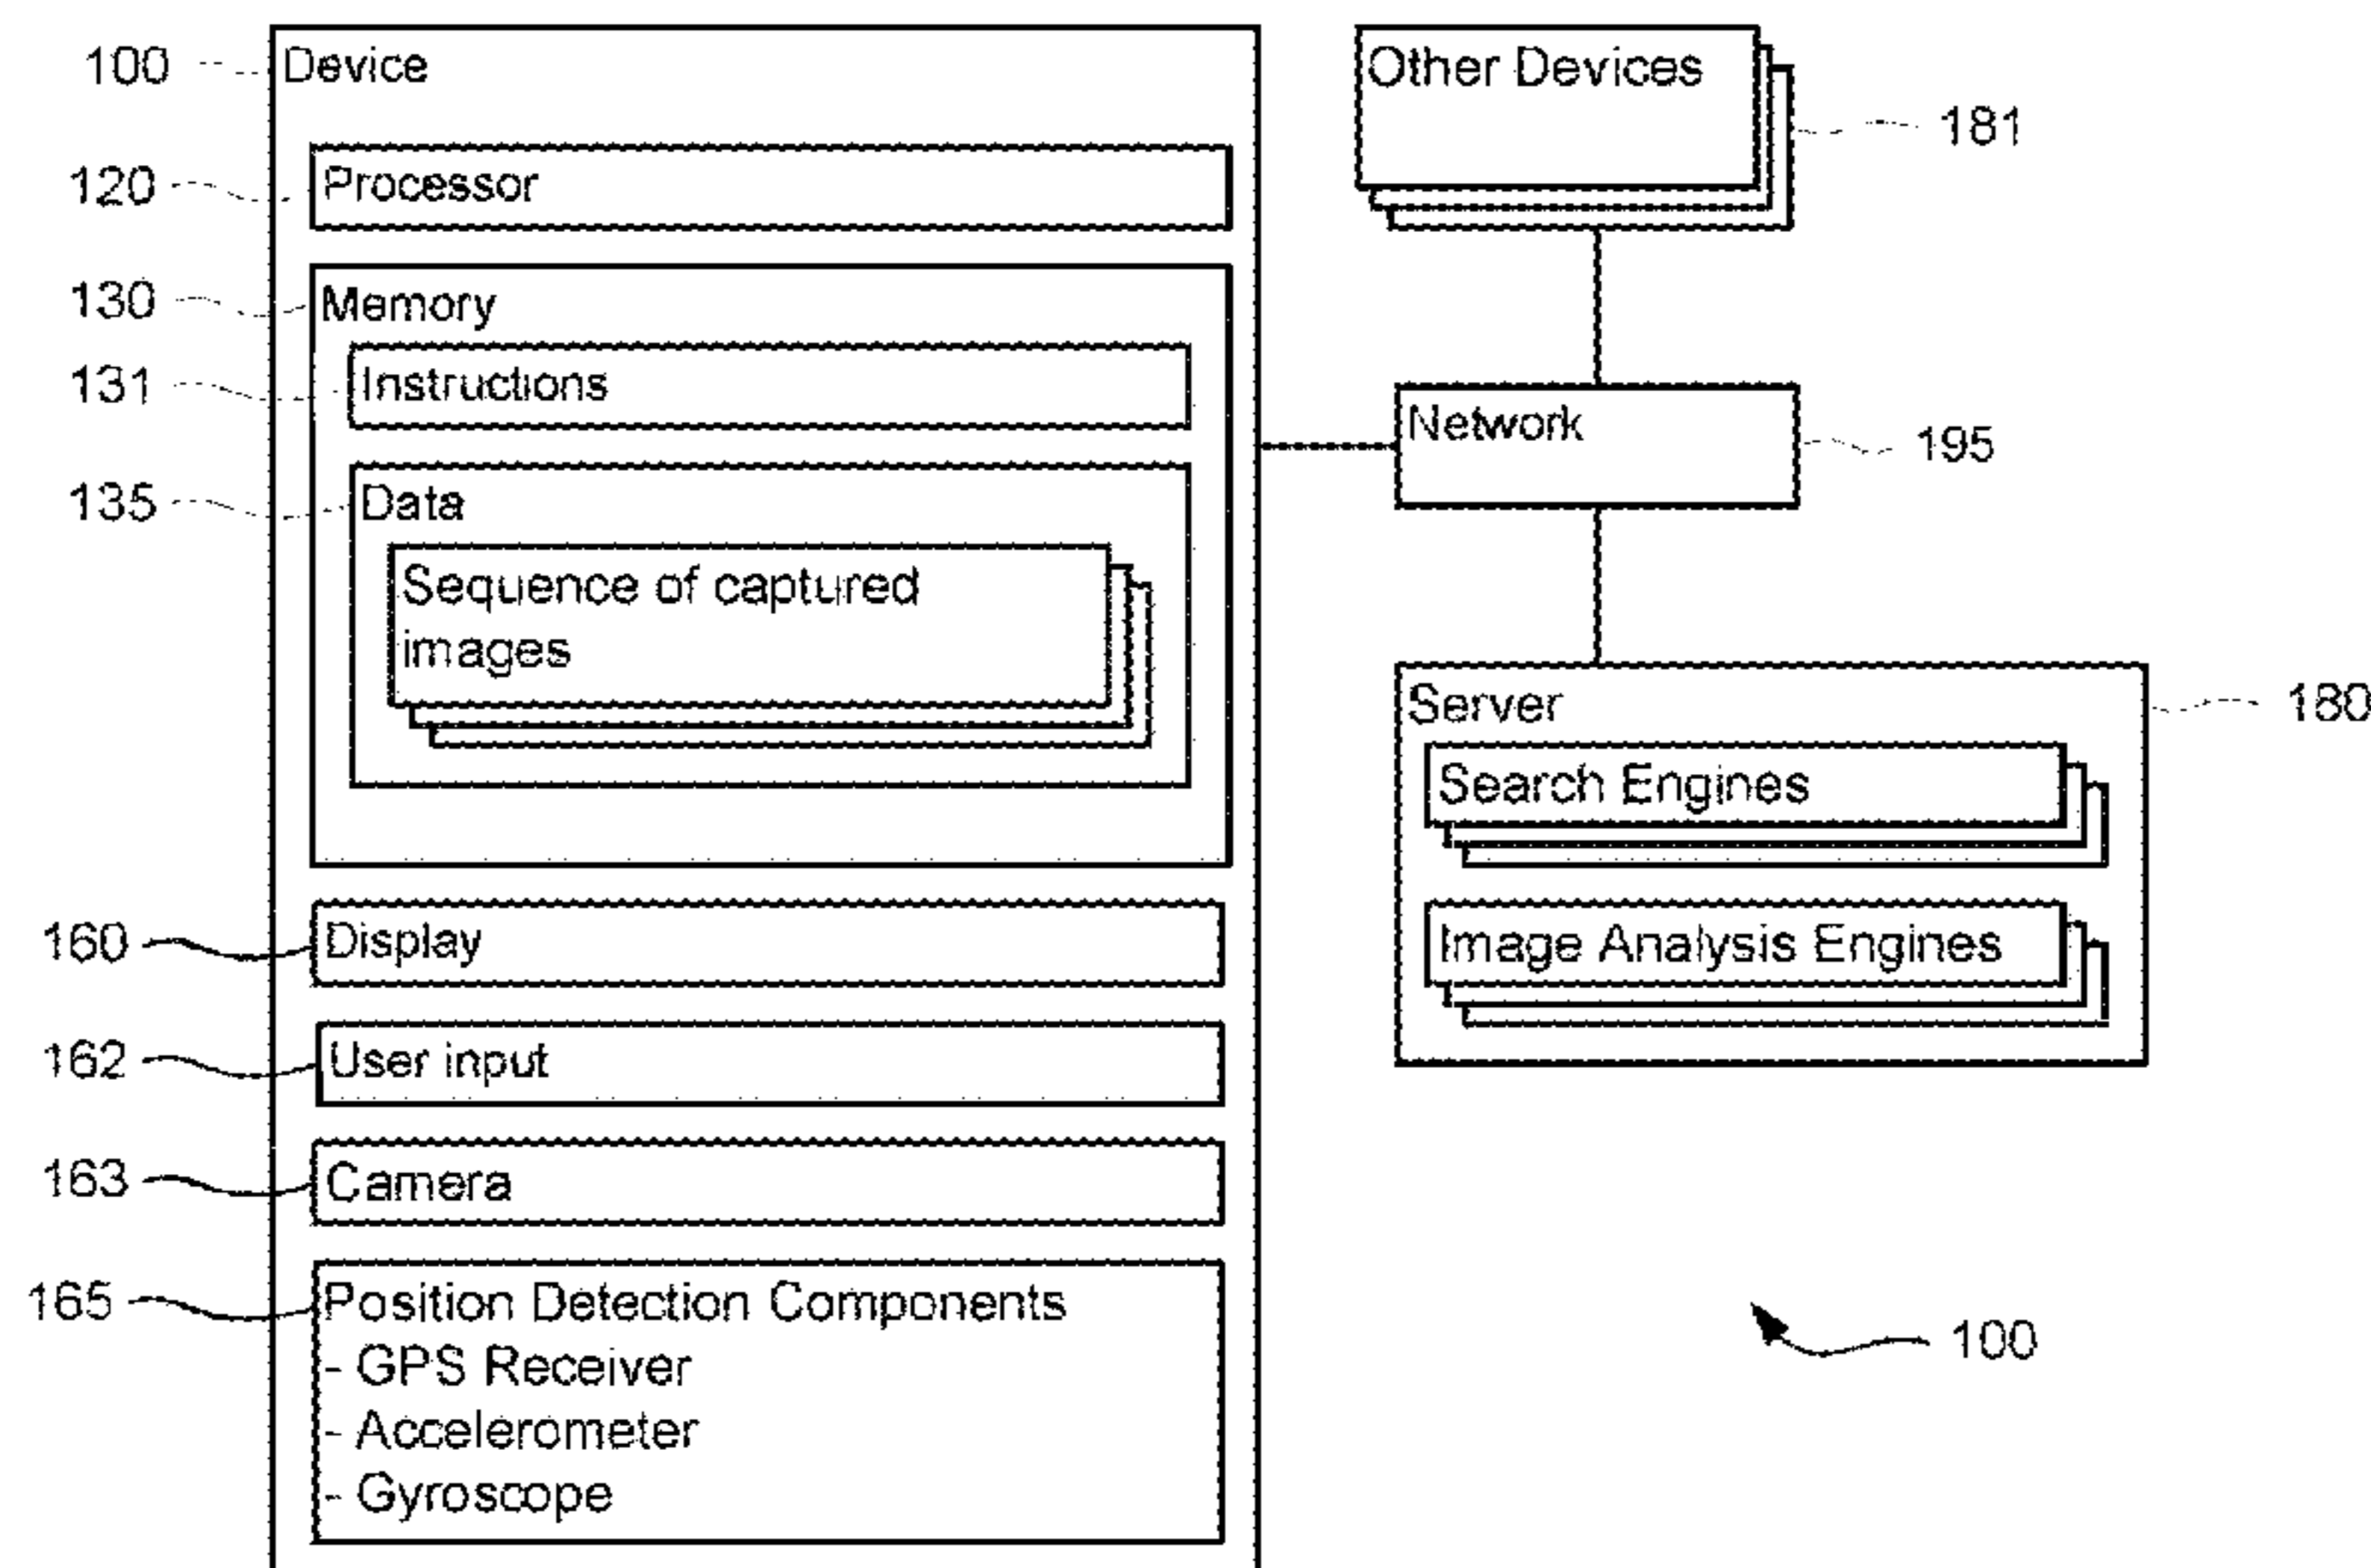 100 Device
120 Processor
130 Memory
131 Instructions
135 Data
Sequence of captured
images
160 Display
162 User input
163 Camera
165 Position Detection Components
- GPS Receiver
- Accelerometer
- Gyroscope
Other Devices 181
Network 195
Server 180
Search Engines
Image Analysis Engines
100